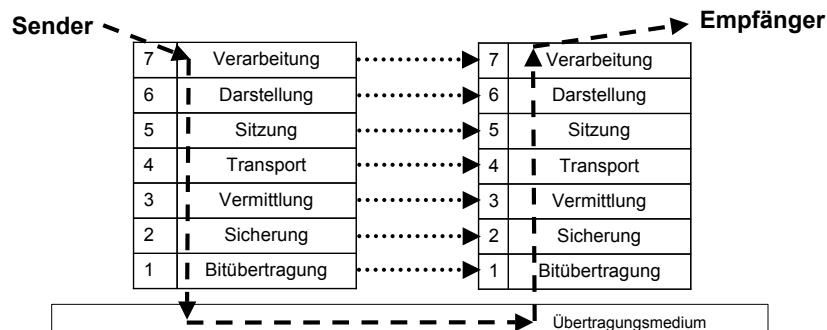 Sender
Empfänger
7 Verarbeitung 7 Verarbeitung
6 Darstellung 6 Darstellung
5 Sitzung 5 Sitzung
4 Transport 4 Transport
3 Vermittlung 3 Vermittlung
2 Sicherung 2 Sicherung
1 Bitübertragung 1 Bitübertragung
Übertragungsmedium